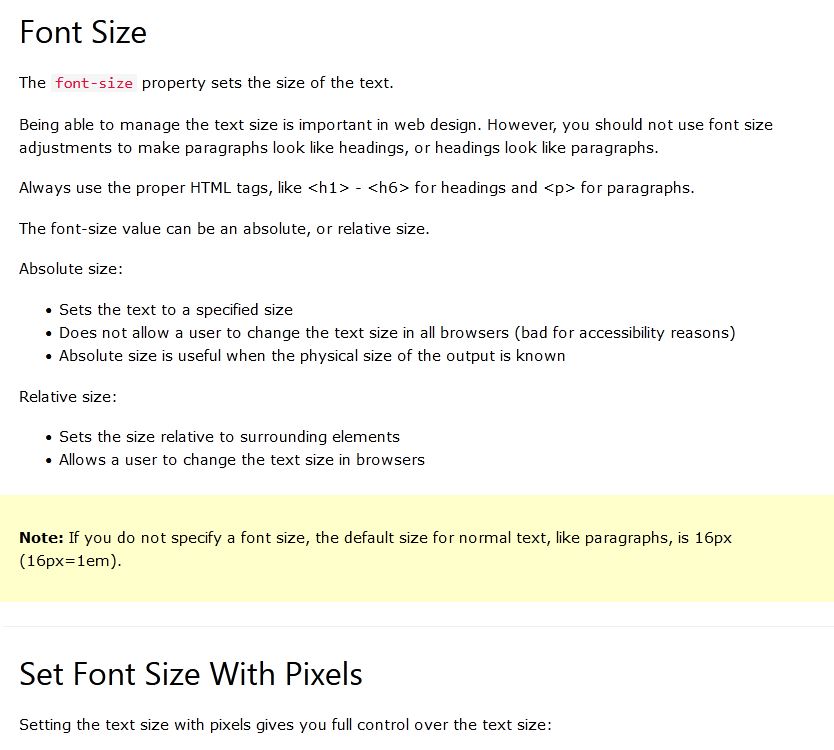 Font Size
The font-size property sets the size of the text.
Being able to manage the text size is important in web design. However, you should not use font size
adjustments to make paragraphs look like headings, or headings look like paragraphs.
Always use the proper HTML tags, like <h1> - <h6> for headings and <p> for paragraphs.
The font-size value can be an absolute, or relative size.
Absolute size:
• Sets the text to a specified size
• Does not allow a user to change the text size in all browsers (bad for accessibility reasons)
• Absolute size is useful when the physical size of the output is known
Relative size:
• Sets the size relative to surrounding elements
• Allows a user to change the text size in browsers
Note: If you do not specify a font size, the default size for normal text, like paragraphs, is 16px
(16px=1em).
Set Font Size With Pixels
Setting the text size with pixels gives you full control over the text size: